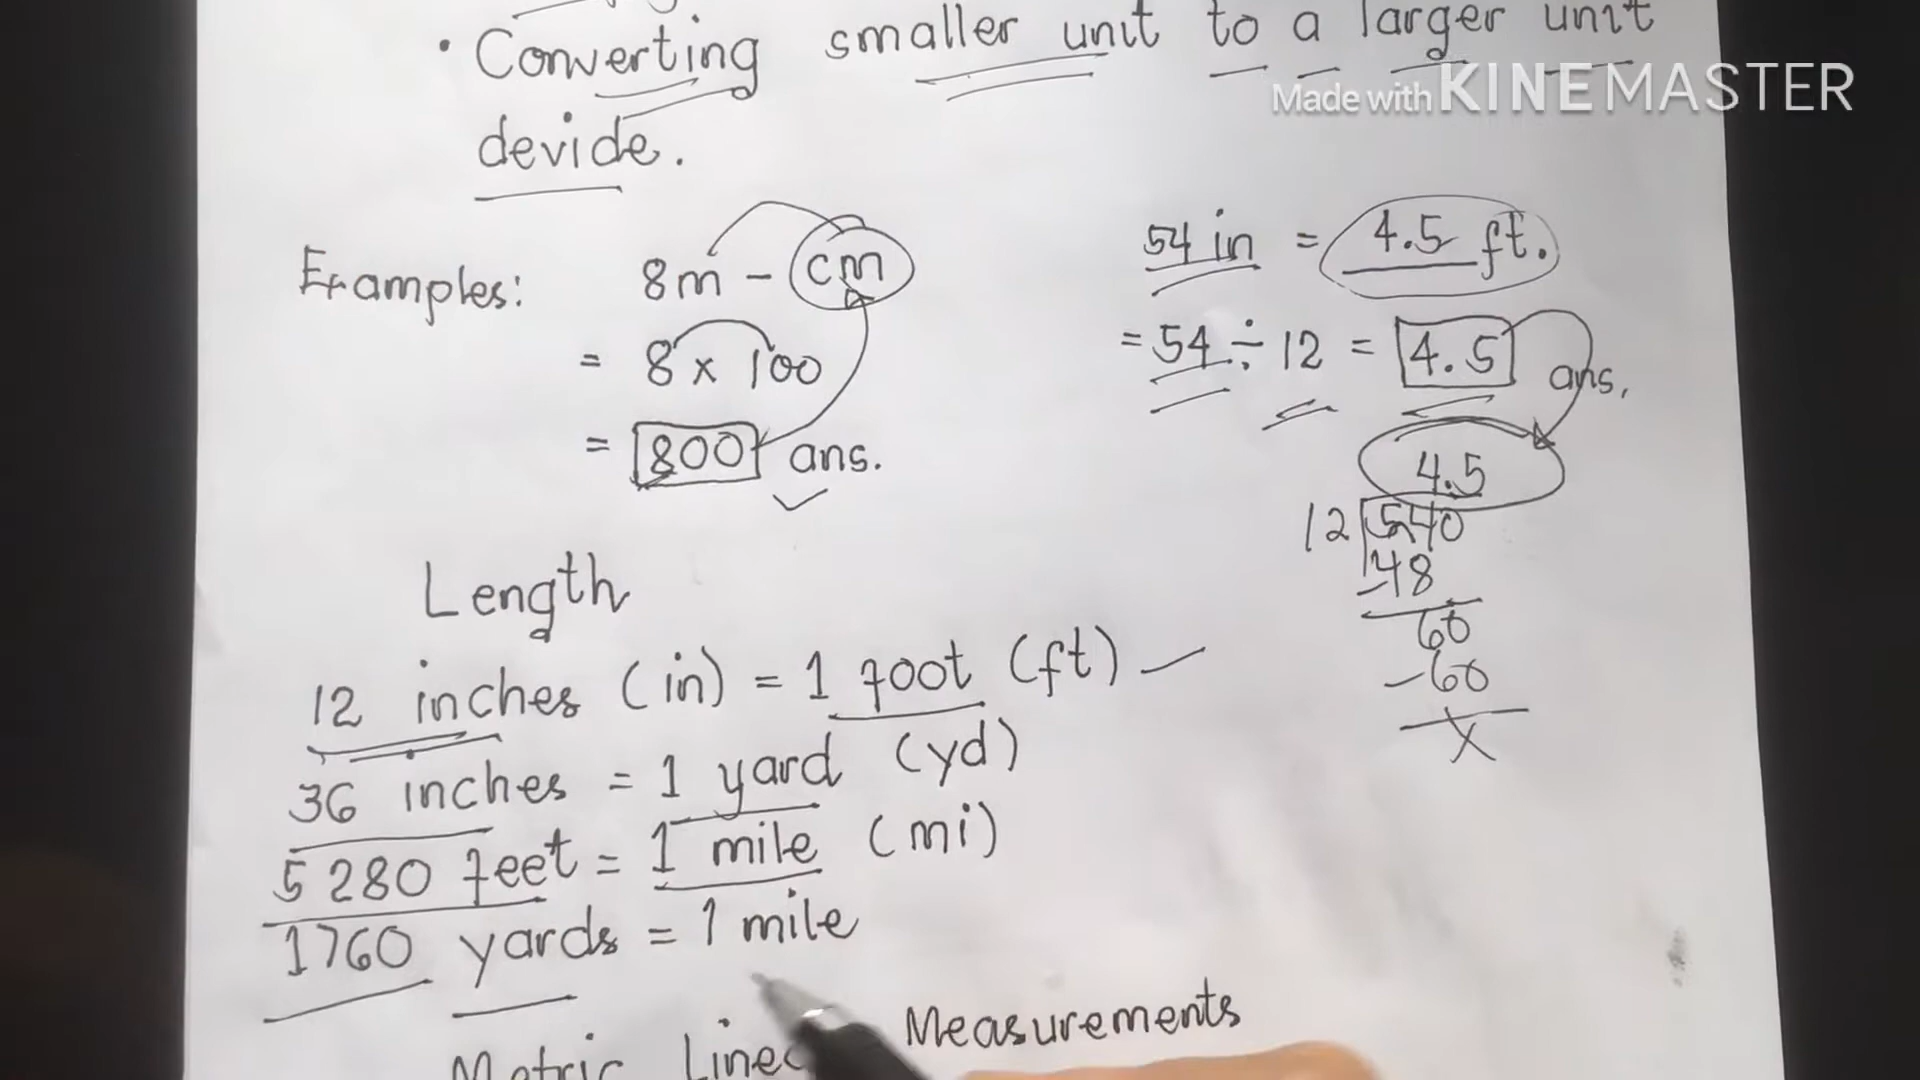 • Converting smaller unit to a larger unit
devide.
Made with KINEMASTER
Examples: 8m - cm
= 8 x 100
= 800 ans.
54 in = 4.5 ft.
= 54 ÷ 12 = 4.5 ans.
4.5
12 540
-48
60
-60
x
Length
12 inches (in) = 1 foot (ft)
36 inches = 1 yard (yd)
5 280 feet = 1 mile (mi)
1760 yards = 1 mile
Metric Measurements